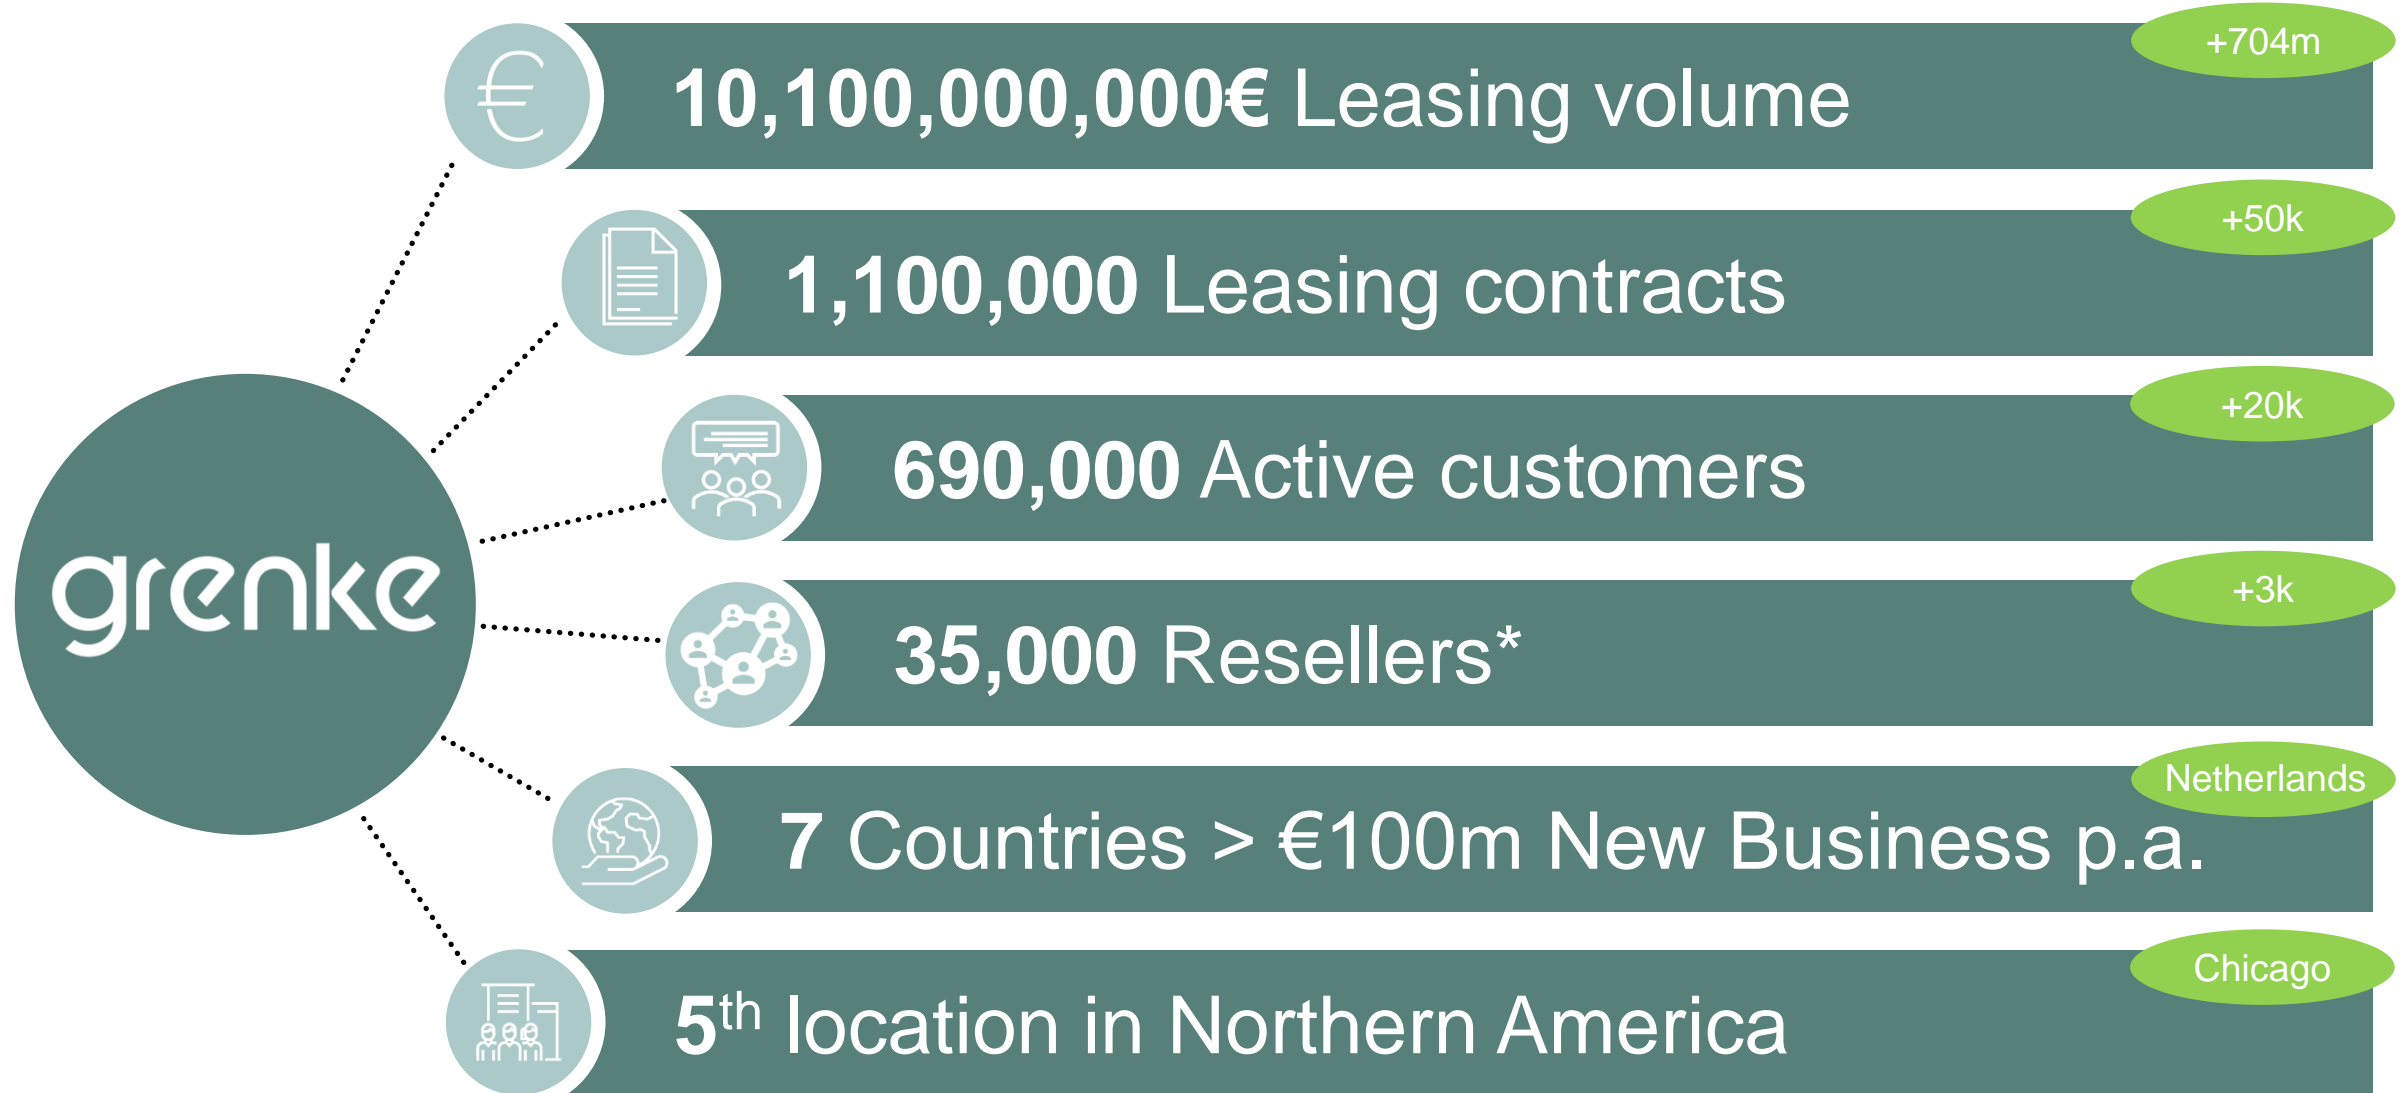 +704m
10,100,000,000€ Leasing volume
+50k
1,100,000 Leasing contracts
+20k
690,000 Active customers
grenke
+3k
35,000 Resellers*
Netherlands
7 Countries > €100m New Business p.a.
Chicago
5th location in Northern America